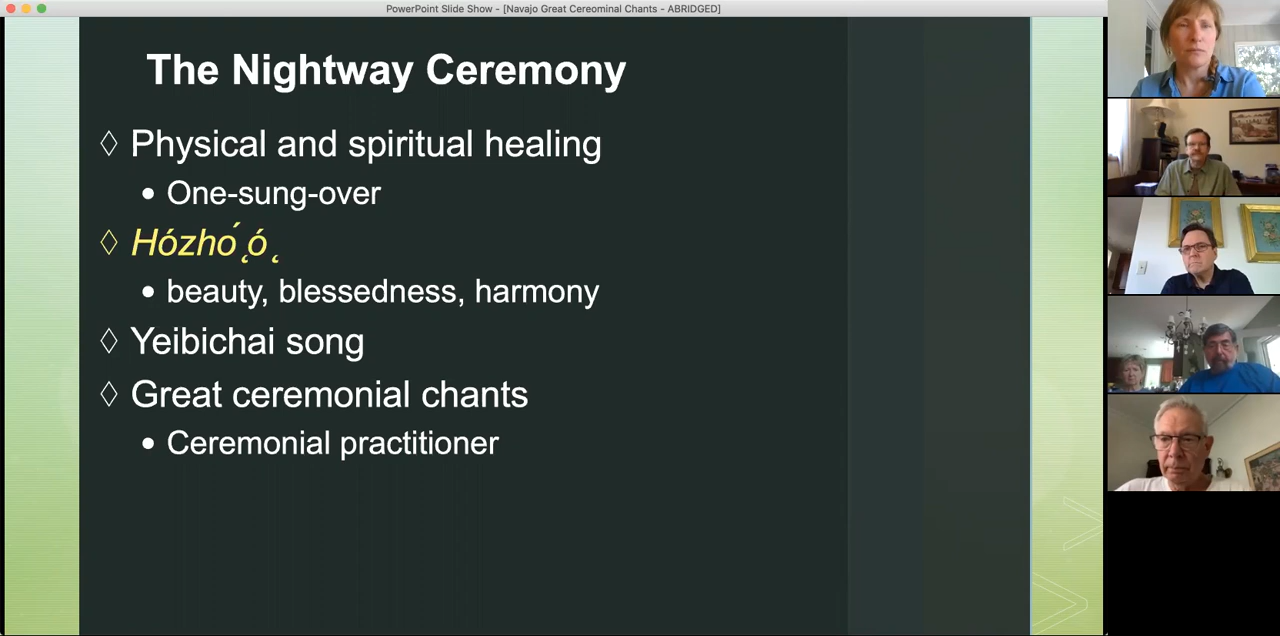 PowerPoint Slide Show - [Navajo Great Cereominal Chants - ABRIDGED]
The Nightway Ceremony
◊ Physical and spiritual healing
• One-sung-over
◊ Hózhó̜ó̜
• beauty, blessedness, harmony
◊ Yeibichai song
◊ Great ceremonial chants
• Ceremonial practitioner